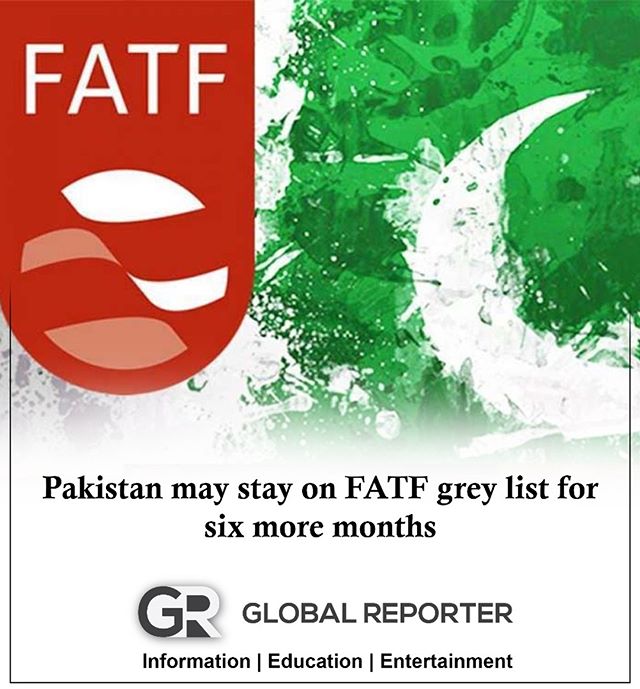 FATF
Pakistan may stay on FATF grey list for
six more months
GR GLOBAL REPORTER
Information | Education | Entertainment